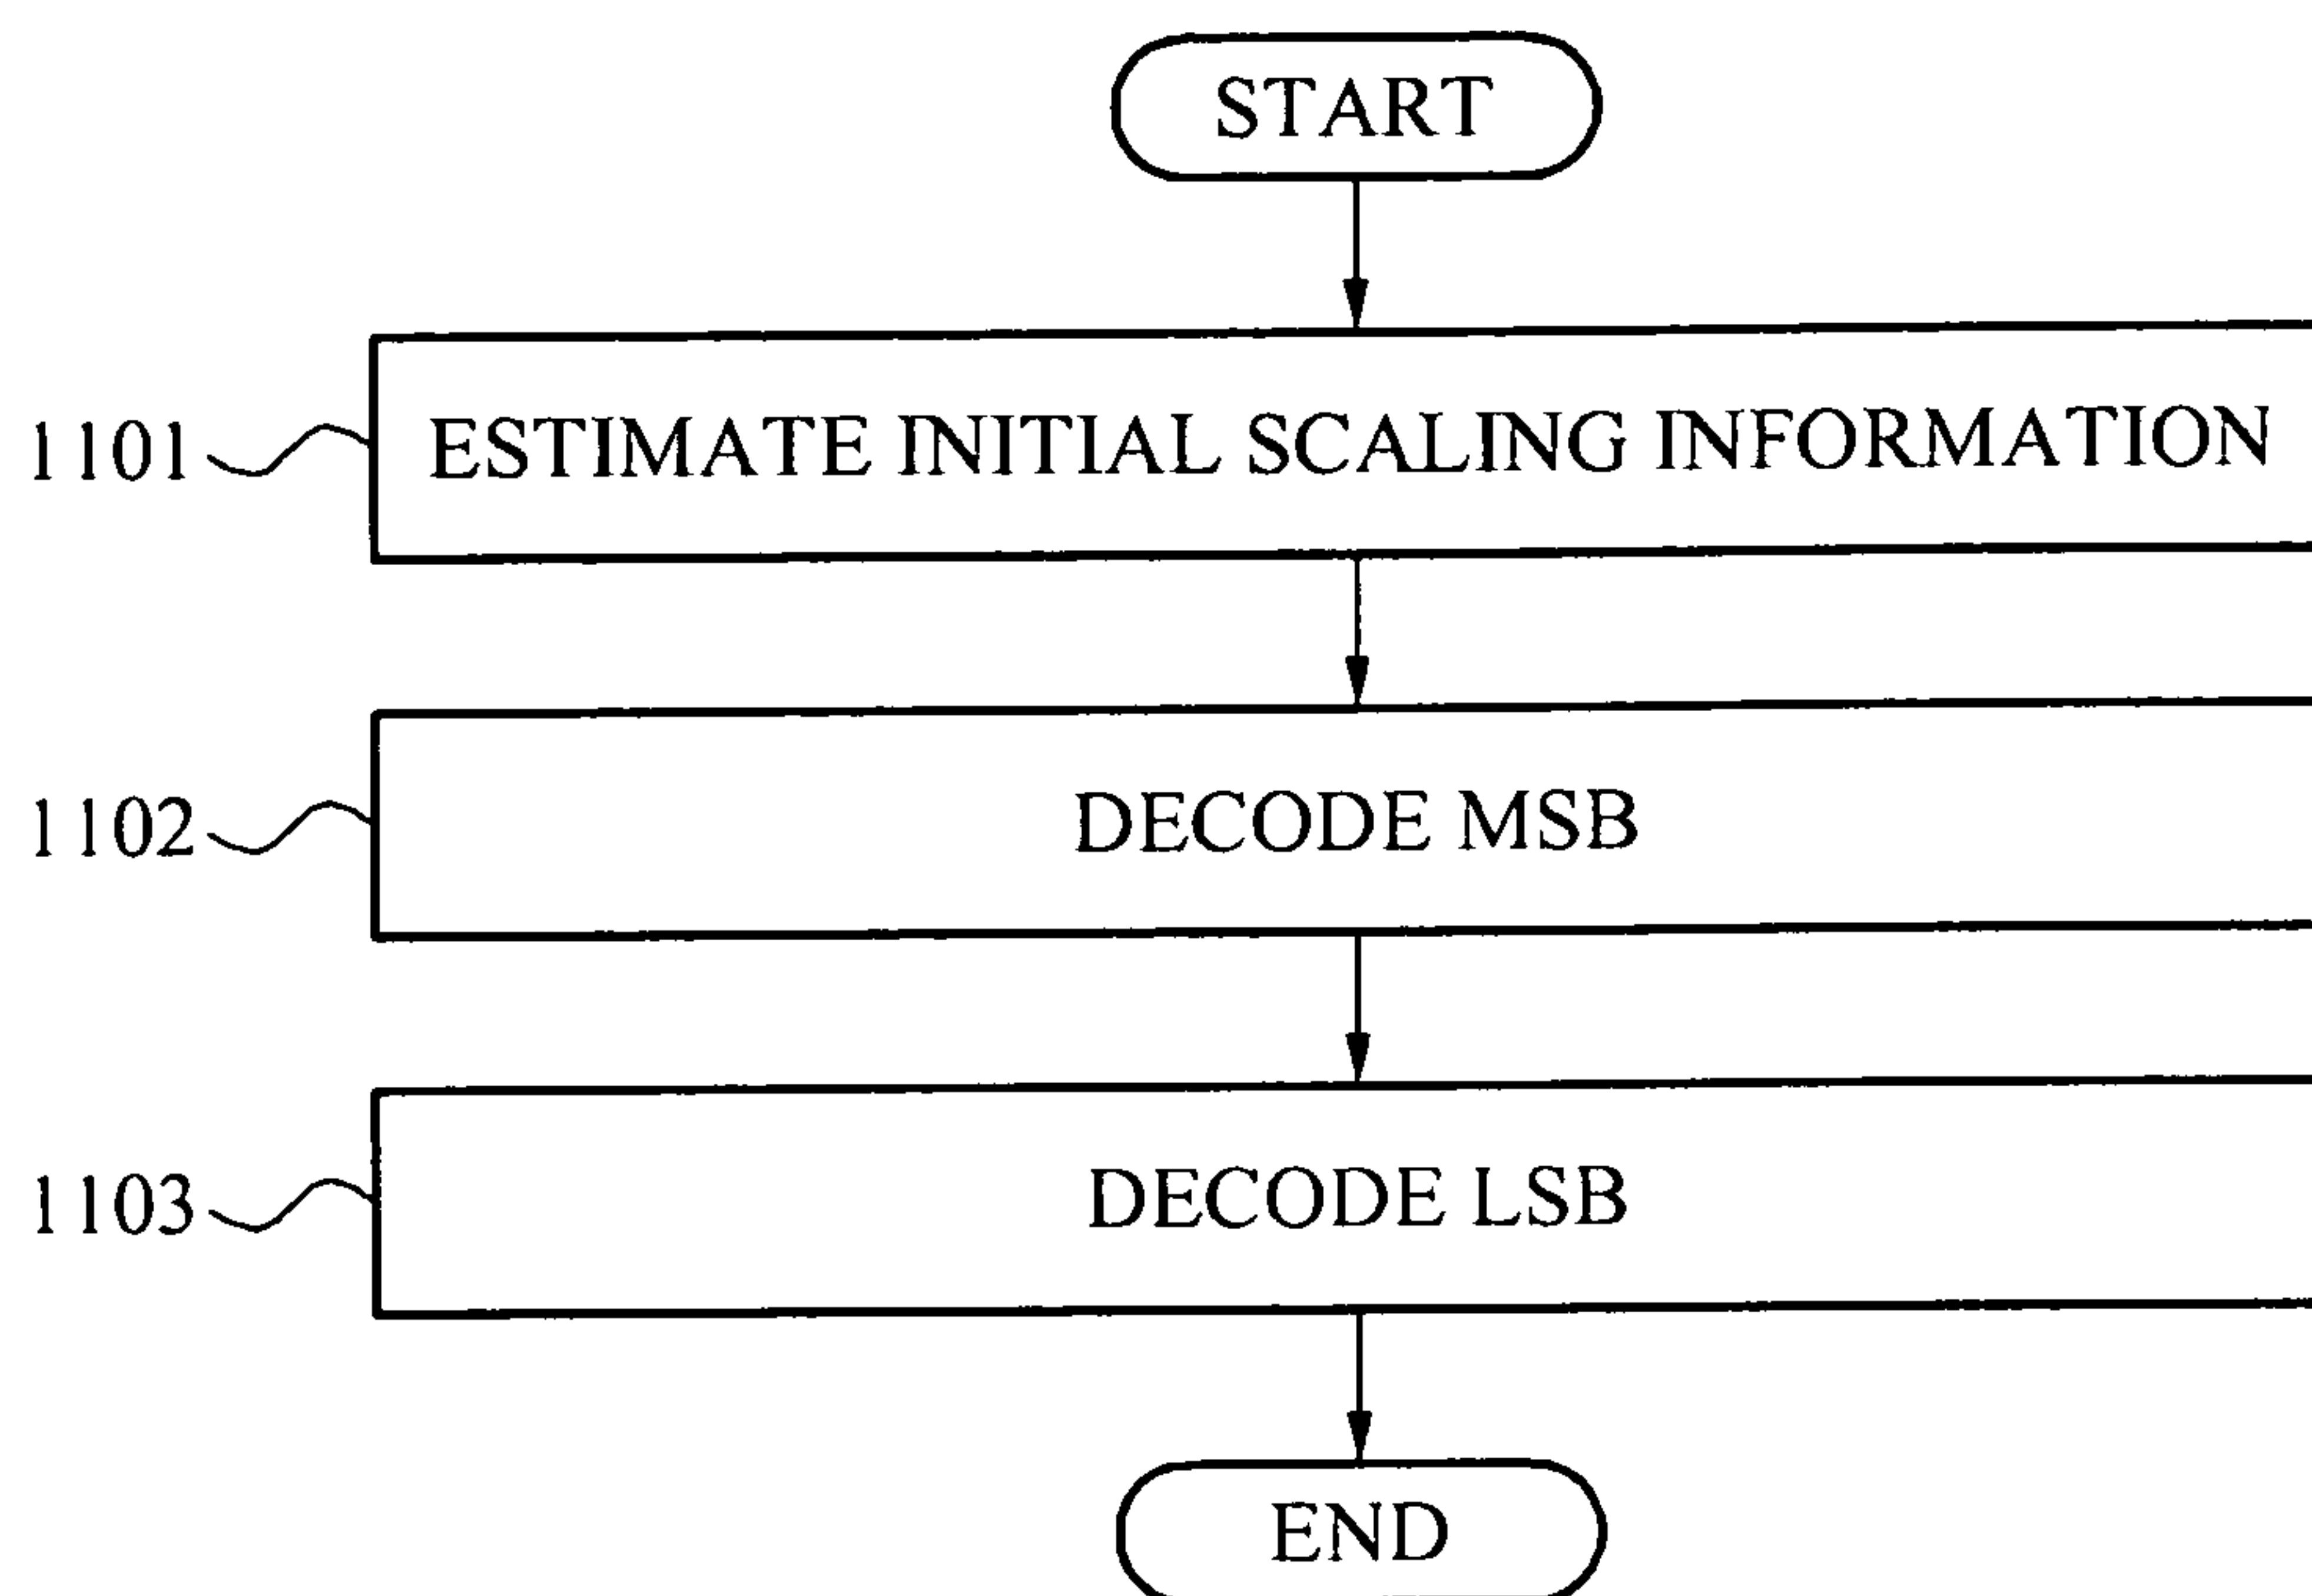 START
1101 ESTIMATE INITIAL SCALING INFORMATION
1102 DECODE MSB
1103 DECODE LSB
END